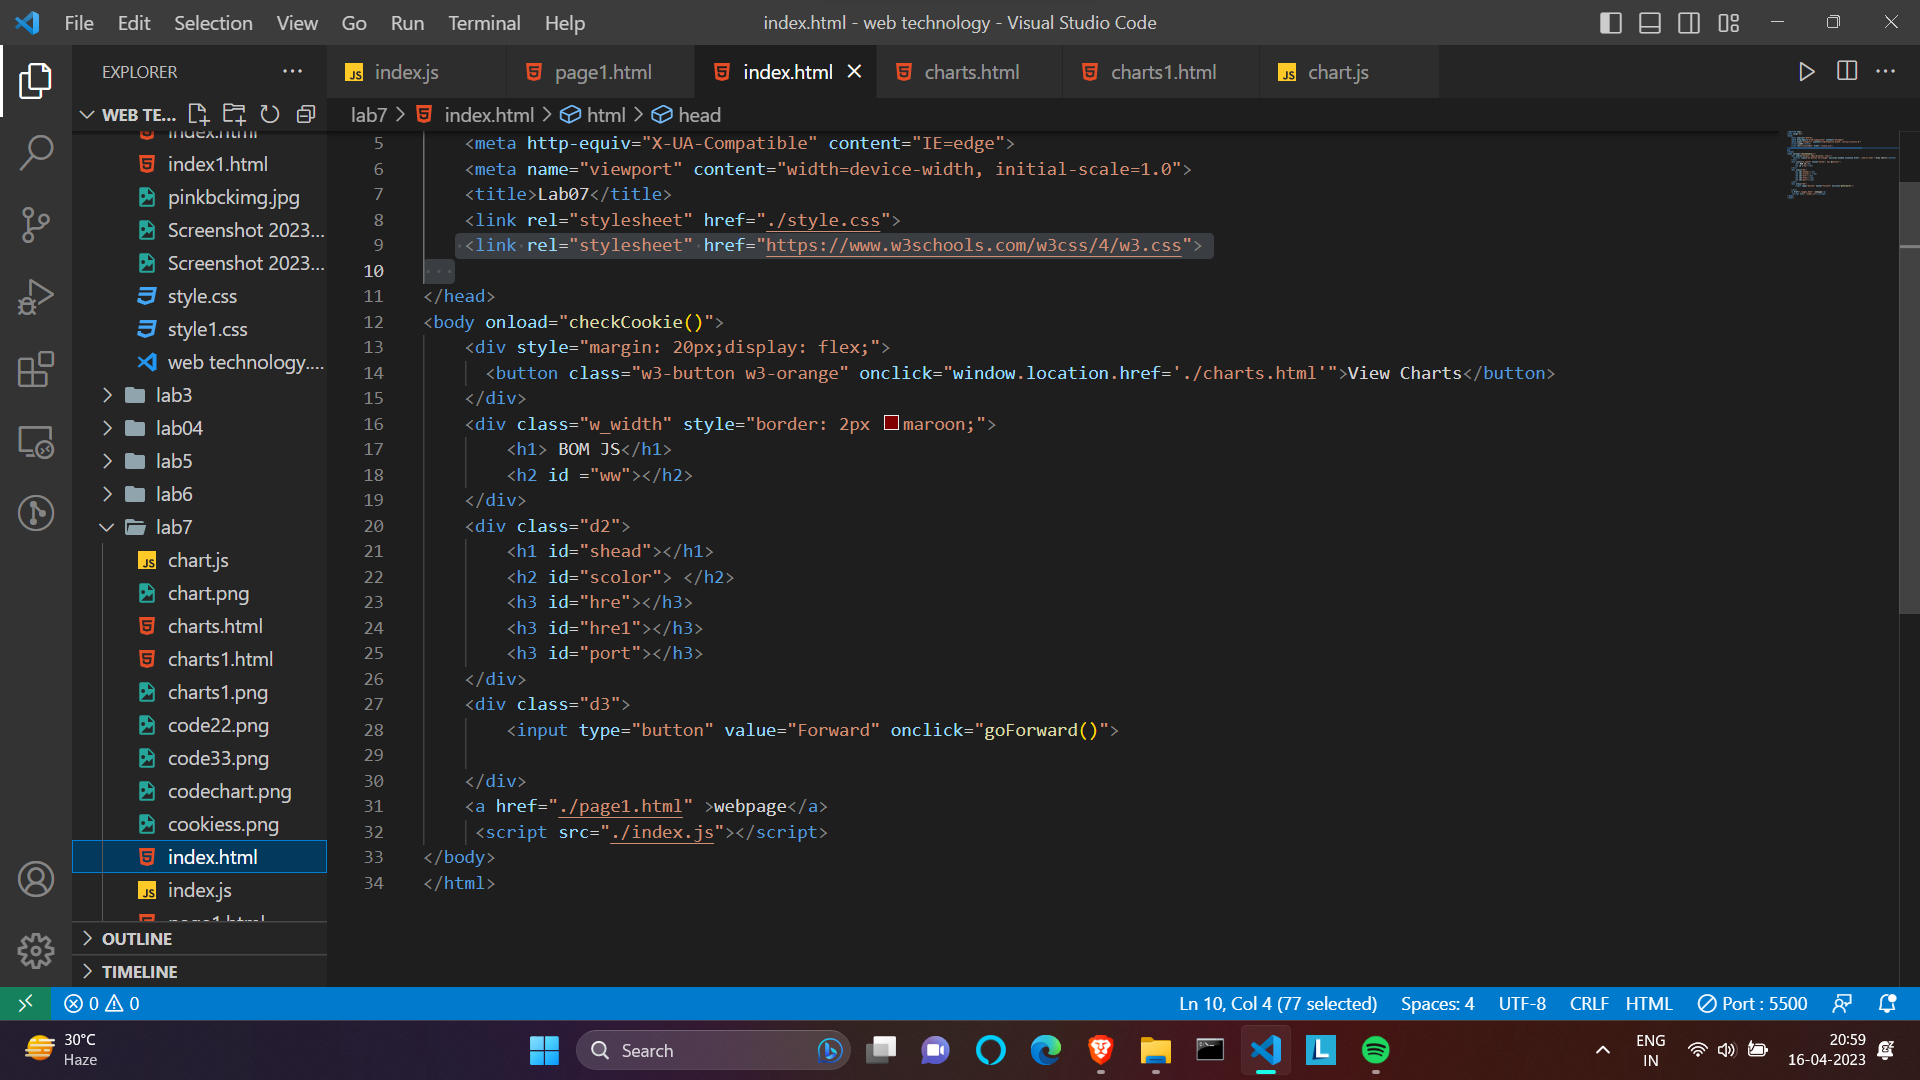 File Edit Selection View Go Run Terminal Help
index.html - web technology - Visual Studio Code
EXPLORER
WEB TE...
index.html
index1.html
pinkbckimg.jpg
Screenshot 2023...
Screenshot 2023...
style.css
style1.css
web technology....
lab3
lab04
lab5
lab6
lab7
chart.js
chart.png
charts.html
charts1.html
charts1.png
code22.png
code33.png
codechart.png
cookiess.png
index.html
index.js
page1.html
OUTLINE
TIMELINE
index.js page1.html index.html charts.html charts1.html chart.js
lab7 > index.html > html > head
5 <meta http-equiv="X-UA-Compatible" content="IE=edge">
6 <meta name="viewport" content="width=device-width, initial-scale=1.0">
7 <title>Lab07</title>
8 <link rel="stylesheet" href="./style.css">
9 <link rel="stylesheet" href="https://www.w3schools.com/w3css/4/w3.css">
10
11 </head>
12 <body onload="checkCookie()">
13 <div style="margin: 20px;display: flex;">
14 <button class="w3-button w3-orange" onclick="window.location.href='./charts.html'">View Charts</button>
15 </div>
16 <div class="w_width" style="border: 2px maroon;">
17 <h1> BOM JS</h1>
18 <h2 id ="ww"></h2>
19 </div>
20 <div class="d2">
21 <h1 id="shead"></h1>
22 <h2 id="scolor"> </h2>
23 <h3 id="hre"></h3>
24 <h3 id="hre1"></h3>
25 <h3 id="port"></h3>
26 </div>
27 <div class="d3">
28 <input type="button" value="Forward" onclick="goForward()">
29
30 </div>
31 <a href="./page1.html" >webpage</a>
32 <script src="./index.js"></script>
33 </body>
34 </html>
0 0
Ln 10, Col 4 (77 selected) Spaces: 4 UTF-8 CRLF HTML Port : 5500
30°C
Haze
Search
ENG
IN
20:59
16-04-2023